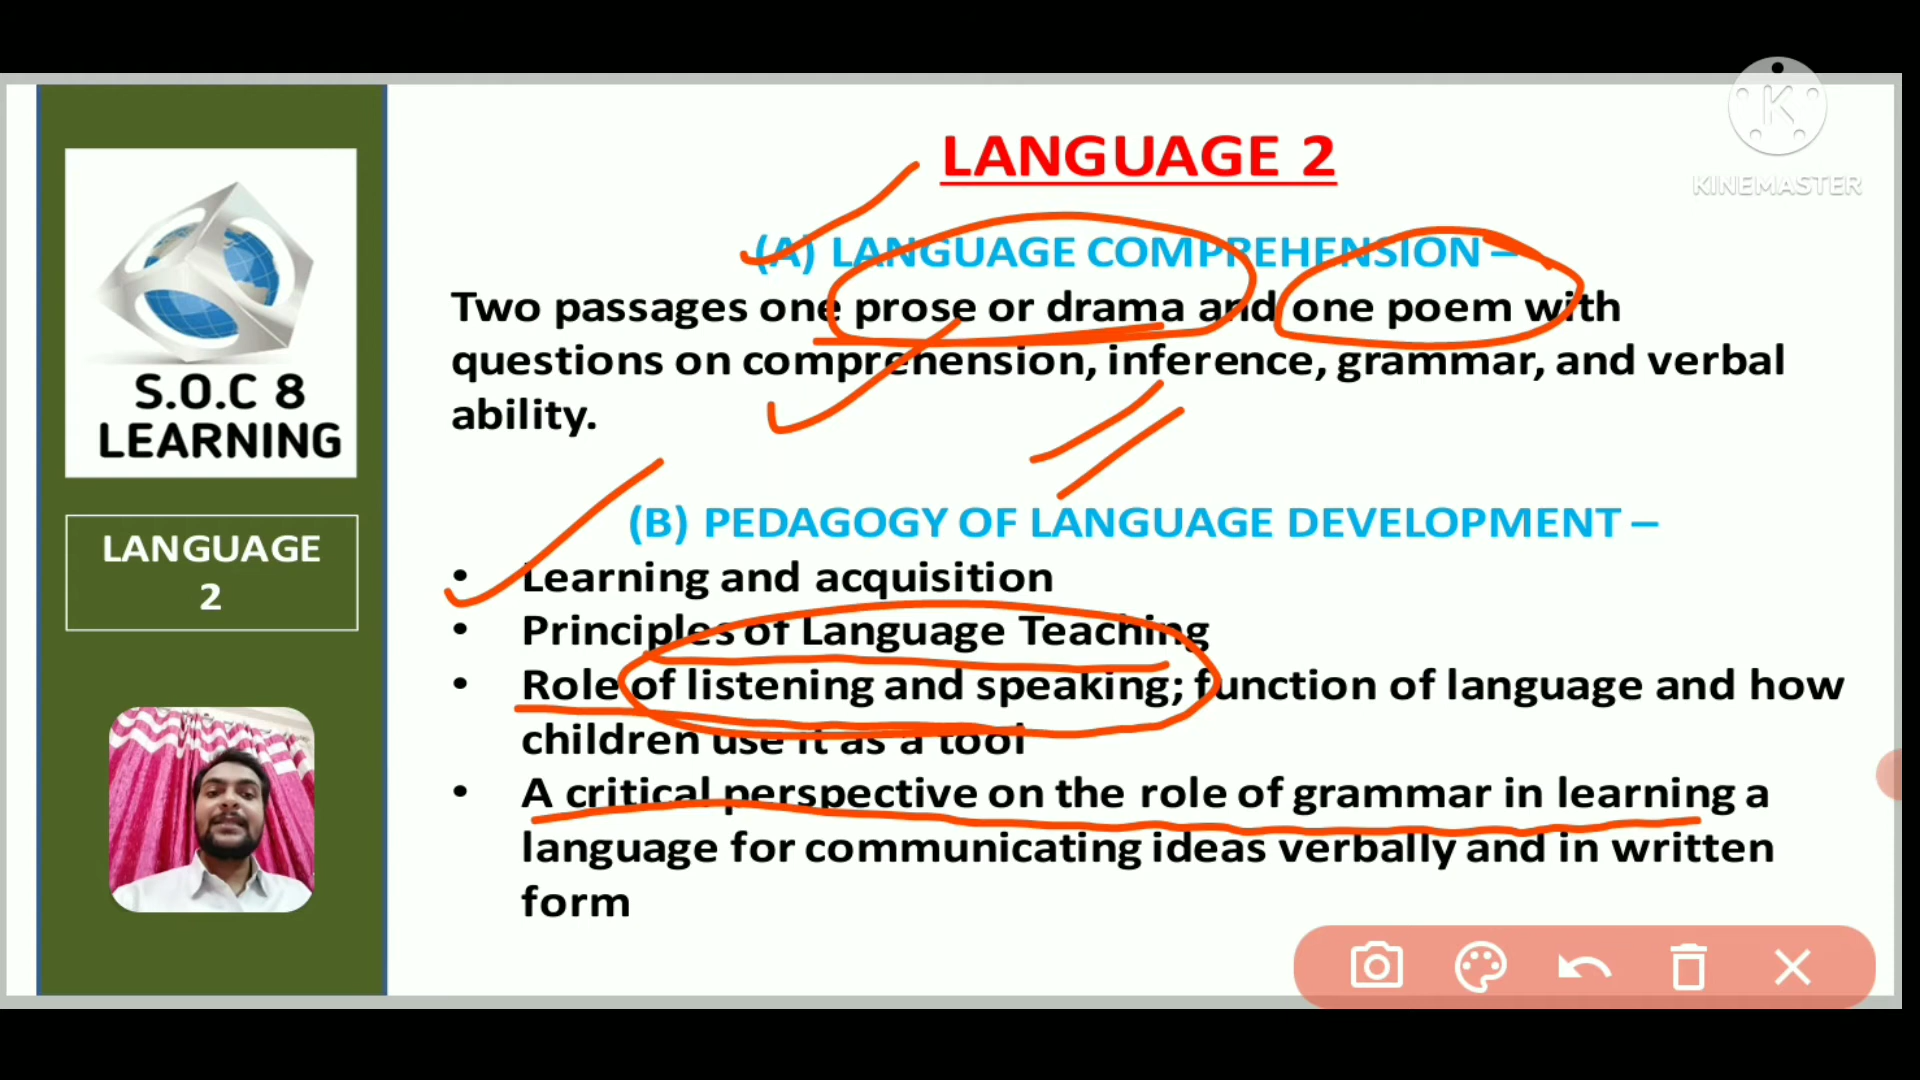 LANGUAGE 2
KINEMASTER
(A) LANGUAGE COMPREHENSION –
Two passages one prose or drama and one poem with
questions on comprehension, inference, grammar, and verbal
ability.
(B) PEDAGOGY OF LANGUAGE DEVELOPMENT –
• Learning and acquisition
• Principles of Language Teaching
• Role of listening and speaking; function of language and how
children use it as a tool
• A critical perspective on the role of grammar in learning a
language for communicating ideas verbally and in written
form
S.O.C 8
LEARNING
LANGUAGE
2